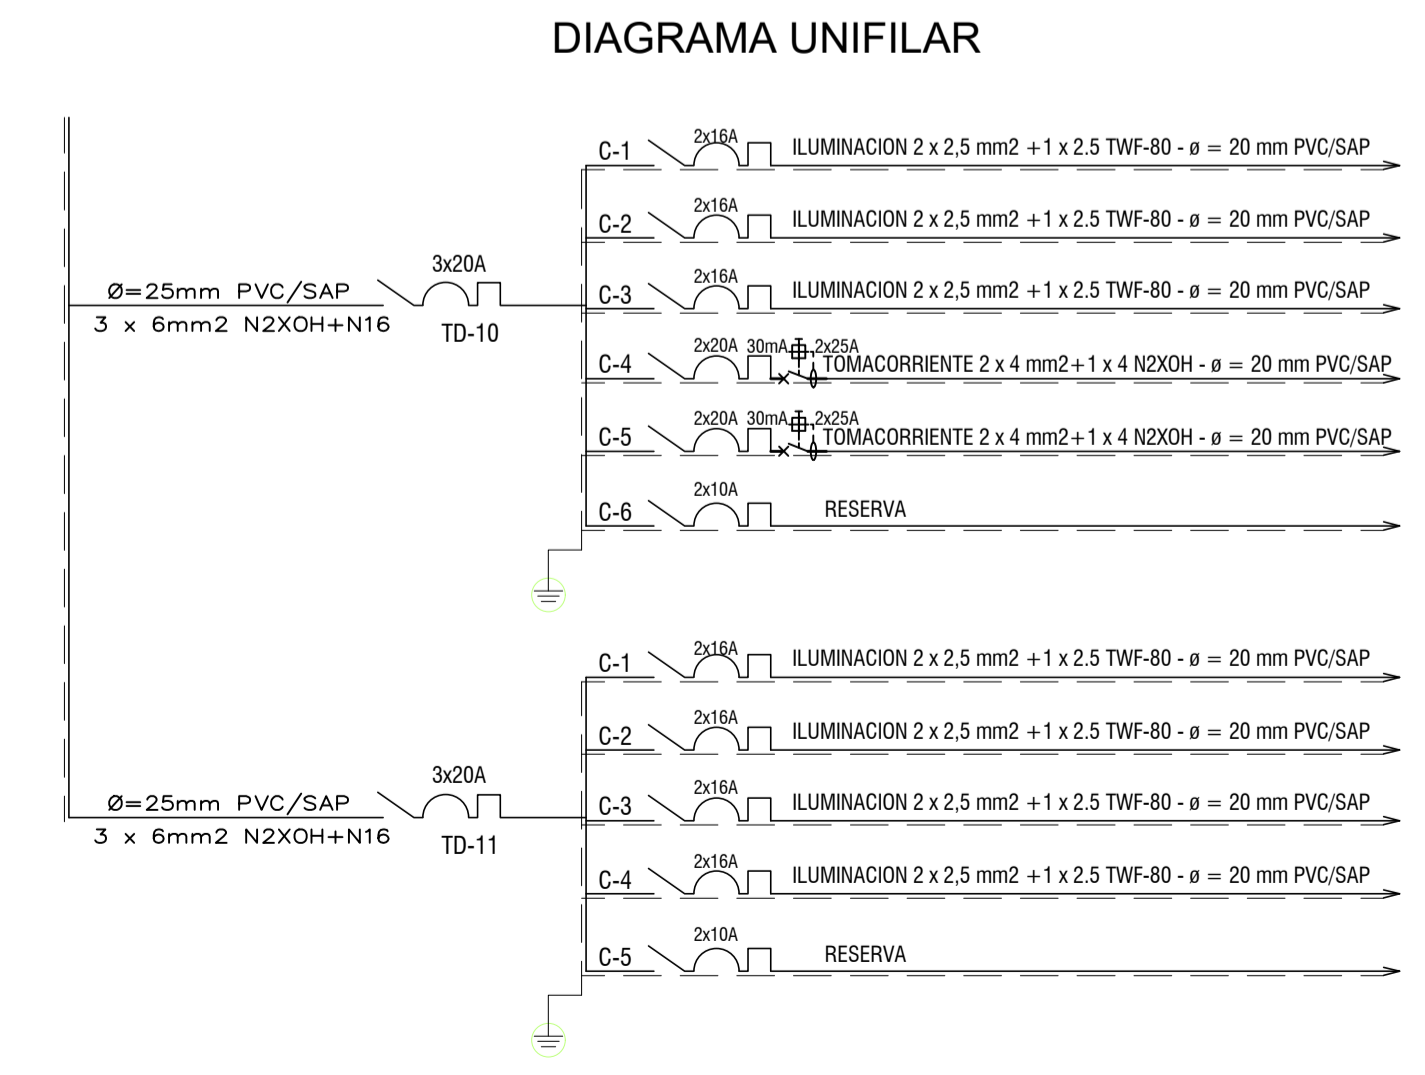 DIAGRAMA UNIFILAR
C-1
2x16A
ILUMINACION 2 x 2,5 mm2 +1 x 2.5 TWF-80 - ø = 20 mm PVC/SAP
C-2
2x16A
ILUMINACION 2 x 2,5 mm2 +1 x 2.5 TWF-80 - ø = 20 mm PVC/SAP
Ø=25mm PVC/SAP
3 x 6mm2 N2XOH+N16
3x20A
TD-10
C-3
2x16A
ILUMINACION 2 x 2,5 mm2 +1 x 2.5 TWF-80 - ø = 20 mm PVC/SAP
C-4
2x20A 30mA 2x25A
TOMACORRIENTE 2 x 4 mm2+1 x 4 N2XOH - ø = 20 mm PVC/SAP
C-5
2x20A 30mA 2x25A
TOMACORRIENTE 2 x 4 mm2+1 x 4 N2XOH - ø = 20 mm PVC/SAP
C-6
2x10A
RESERVA
C-1
2x16A
ILUMINACION 2 x 2,5 mm2 +1 x 2.5 TWF-80 - ø = 20 mm PVC/SAP
C-2
2x16A
ILUMINACION 2 x 2,5 mm2 +1 x 2.5 TWF-80 - ø = 20 mm PVC/SAP
Ø=25mm PVC/SAP
3 x 6mm2 N2XOH+N16
3x20A
TD-11
C-3
2x16A
ILUMINACION 2 x 2,5 mm2 +1 x 2.5 TWF-80 - ø = 20 mm PVC/SAP
C-4
2x16A
ILUMINACION 2 x 2,5 mm2 +1 x 2.5 TWF-80 - ø = 20 mm PVC/SAP
C-5
2x10A
RESERVA